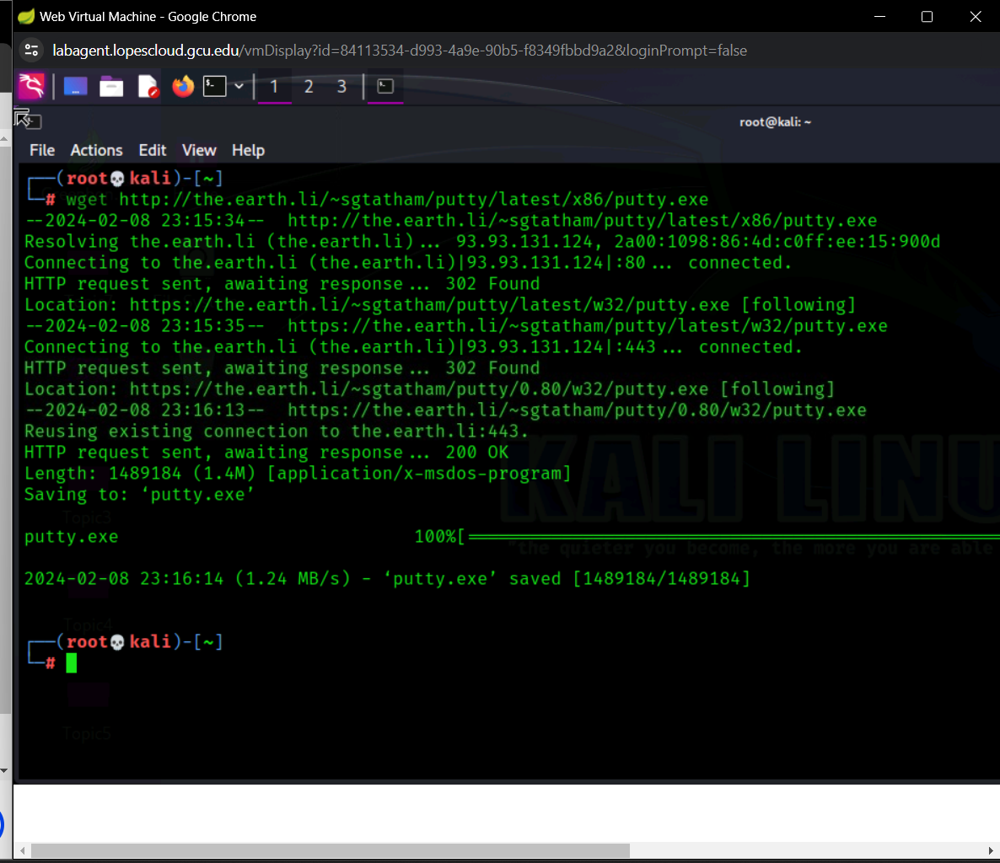 Web Virtual Machine - Google Chrome
labagent.lopescloud.gcu.edu/vmDisplay?id=84113534-d993-4a9e-90b5-f8349fbbd9a2&loginPrompt=false
1 2 3
root@kali: ~
File Actions Edit View Help
┌──(root💀kali)-[~]
└─# wget http://the.earth.li/~sgtatham/putty/latest/x86/putty.exe
--2024-02-08 23:15:34-- http://the.earth.li/~sgtatham/putty/latest/x86/putty.exe
Resolving the.earth.li (the.earth.li)... 93.93.131.124, 2a00:1098:86:4d:c0ff:ee:15:900d
Connecting to the.earth.li (the.earth.li)|93.93.131.124|:80... connected.
HTTP request sent, awaiting response... 302 Found
Location: https://the.earth.li/~sgtatham/putty/latest/w32/putty.exe [following]
--2024-02-08 23:15:35-- https://the.earth.li/~sgtatham/putty/latest/w32/putty.exe
Connecting to the.earth.li (the.earth.li)|93.93.131.124|:443... connected.
HTTP request sent, awaiting response... 302 Found
Location: https://the.earth.li/~sgtatham/putty/0.80/w32/putty.exe [following]
--2024-02-08 23:16:13-- https://the.earth.li/~sgtatham/putty/0.80/w32/putty.exe
Reusing existing connection to the.earth.li:443.
HTTP request sent, awaiting response... 200 OK
KALI LINU
Length: 1489184 (1.4M) [application/x-msdos-program]
Saving to: ‘putty.exe’
Topic3
putty.exe 100%[
"the quieter you become, the more you are able
2024-02-08 23:16:14 (1.24 MB/s) - ‘putty.exe’ saved [1489184/1489184]
Topic4
┌──(root💀kali)-[~]
└─#
Topic5